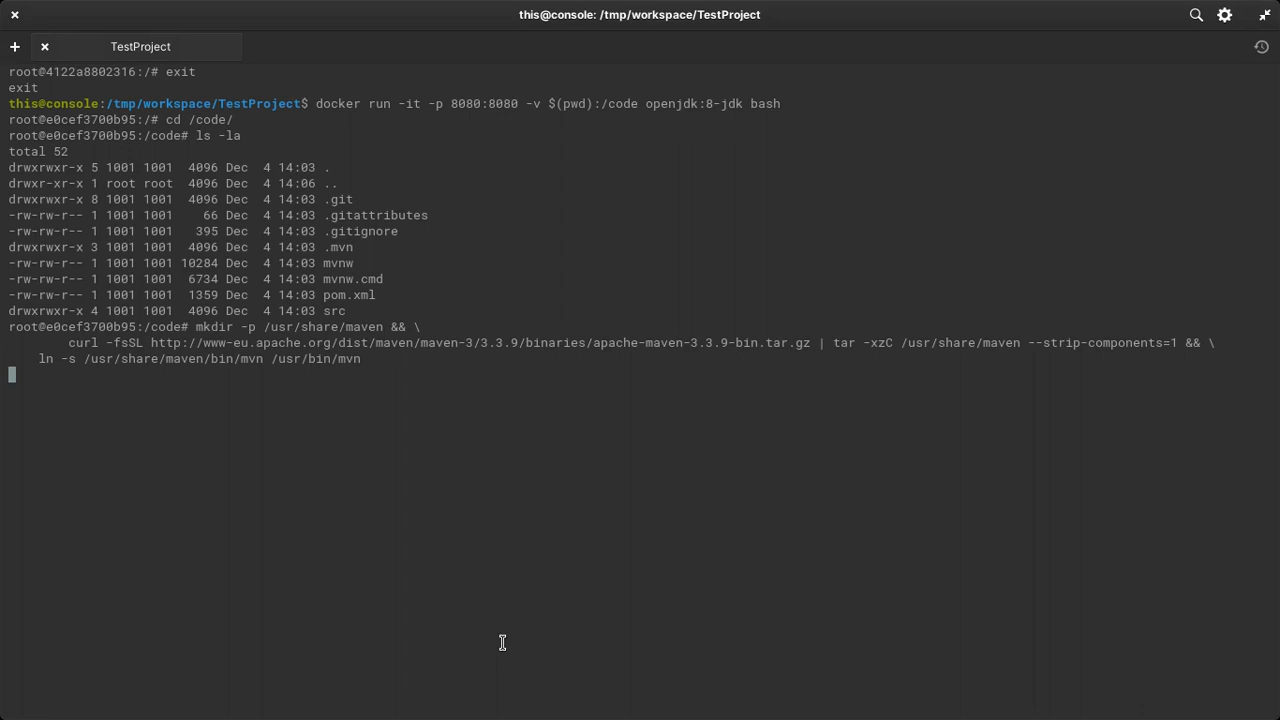 this@console: /tmp/workspace/TestProject
TestProject
root@4122a8802316:/# exit
exit
this@console:/tmp/workspace/TestProject$ docker run -it -p 8080:8080 -v $(pwd):/code openjdk:8-jdk bash
root@e0cef3700b95:/# cd /code/
root@e0cef3700b95:/code# ls -la
total 52
drwxrwxr-x 5 1001 1001  4096 Dec  4 14:03 .
drwxr-xr-x 1 root root  4096 Dec  4 14:06 ..
drwxrwxr-x 8 1001 1001  4096 Dec  4 14:03 .git
-rw-rw-r-- 1 1001 1001    66 Dec  4 14:03 .gitattributes
-rw-rw-r-- 1 1001 1001   395 Dec  4 14:03 .gitignore
drwxrwxr-x 3 1001 1001  4096 Dec  4 14:03 .mvn
-rw-rw-r-- 1 1001 1001 10284 Dec  4 14:03 mvnw
-rw-rw-r-- 1 1001 1001  6734 Dec  4 14:03 mvnw.cmd
-rw-rw-r-- 1 1001 1001  1359 Dec  4 14:03 pom.xml
drwxrwxr-x 4 1001 1001  4096 Dec  4 14:03 src
root@e0cef3700b95:/code# mkdir -p /usr/share/maven && \
        curl -fsSL http://www-eu.apache.org/dist/maven/maven-3/3.3.9/binaries/apache-maven-3.3.9-bin.tar.gz | tar -xzC /usr/share/maven --strip-components=1 && \
    ln -s /usr/share/maven/bin/mvn /usr/bin/mvn